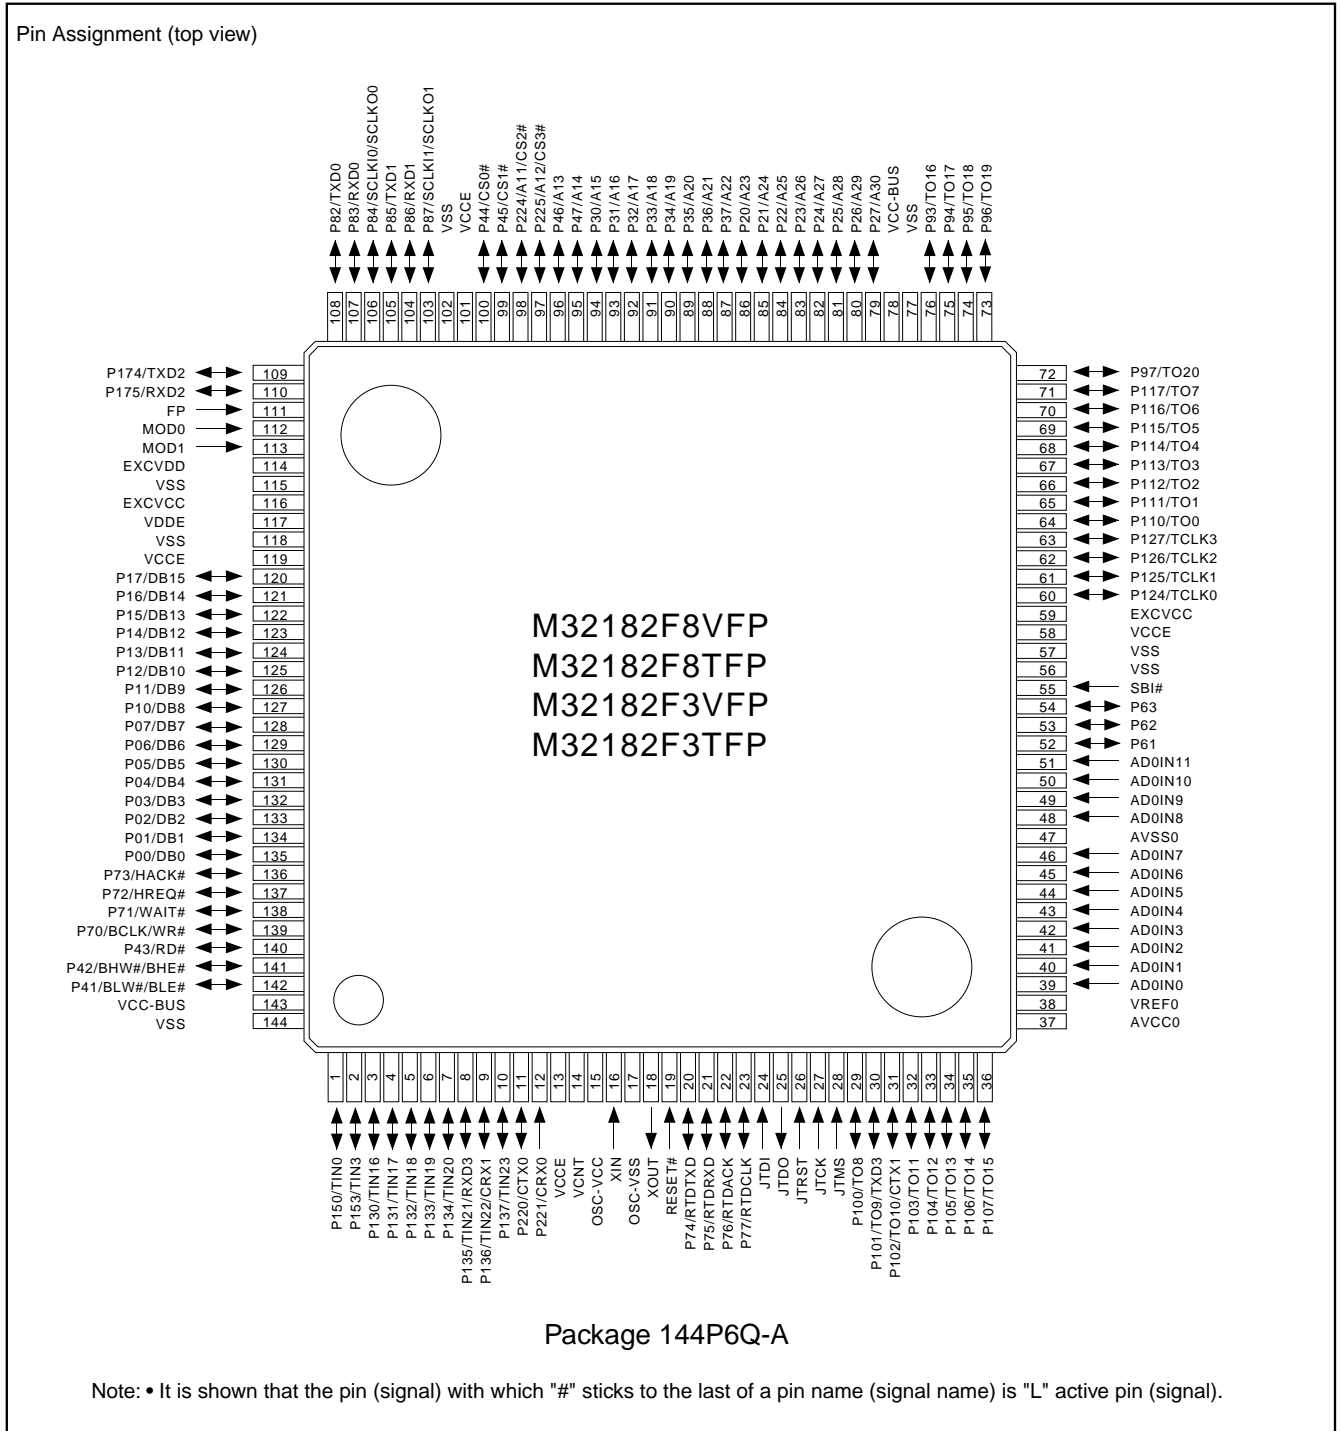 Pin Assignment (top view)
P82/TXD0
P83/RXD0
P84/SCLKI0/SCLKO0
P85/TXD1
P86/RXD1
P87/SCLKI1/SCLKO1
VSS
VCCE
P44/CS0#
P45/CS1#
P224/A11/CS2#
P225/A12/CS3#
P46/A13
P47/A14
P30/A15
P31/A16
P32/A17
P33/A18
P34/A19
P35/A20
P36/A21
P37/A22
P20/A23
P21/A24
P22/A25
P23/A26
P24/A27
P25/A28
P26/A29
P27/A30
VCC-BUS
VSS
P93/TO16
P94/TO17
P95/TO18
P96/TO19
108
107
106
105
104
103
102
101
100
99
98
97
96
95
94
93
92
91
90
89
88
87
86
85
84
83
82
81
80
79
78
77
76
75
74
73
P174/TXD2 109
P175/RXD2 110
FP 111
MOD0 112
MOD1 113
EXCVDD 114
VSS 115
EXCVCC 116
VDDE 117
VSS 118
VCCE 119
P17/DB15 120
P16/DB14 121
P15/DB13 122
P14/DB12 123
P13/DB11 124
P12/DB10 125
P11/DB9 126
P10/DB8 127
P07/DB7 128
P06/DB6 129
P05/DB5 130
P04/DB4 131
P03/DB3 132
P02/DB2 133
P01/DB1 134
P00/DB0 135
P73/HACK# 136
P72/HREQ# 137
P71/WAIT# 138
P70/BCLK/WR# 139
P43/RD# 140
P42/BHW#/BHE# 141
P41/BLW#/BLE# 142
VCC-BUS 143
VSS 144
M32182F8VFP
M32182F8TFP
M32182F3VFP
M32182F3TFP
72 P97/TO20
71 P117/TO7
70 P116/TO6
69 P115/TO5
68 P114/TO4
67 P113/TO3
66 P112/TO2
65 P111/TO1
64 P110/TO0
63 P127/TCLK3
62 P126/TCLK2
61 P125/TCLK1
60 P124/TCLK0
59 EXCVCC
58 VCCE
57 VSS
56 VSS
55 SBI#
54 P63
53 P62
52 P61
51 AD0IN11
50 AD0IN10
49 AD0IN9
48 AD0IN8
47 AVSS0
46 AD0IN7
45 AD0IN6
44 AD0IN5
43 AD0IN4
42 AD0IN3
41 AD0IN2
40 AD0IN1
39 AD0IN0
38 VREF0
37 AVCC0
1
2
3
4
5
6
7
8
9
10
11
12
13
14
15
16
17
18
19
20
21
22
23
24
25
26
27
28
29
30
31
32
33
34
35
36
P150/TIN0
P153/TIN3
P130/TIN16
P131/TIN17
P132/TIN18
P133/TIN19
P134/TIN20
P135/TIN21/RXD3
P136/TIN22/CRX1
P137/TIN23
P220/CTX0
P221/CRX0
VCCE
VCNT
OSC-VCC
XIN
OSC-VSS
XOUT
RESET#
P74/RTDTXD
P75/RTDRXD
P76/RTDACK
P77/RTDCLK
JTDI
JTDO
JTRST
JTCK
JTMS
P100/TO8
P101/TO9/TXD3
P102/TO10/CTX1
P103/TO11
P104/TO12
P105/TO13
P106/TO14
P107/TO15
Package 144P6Q-A
Note: • It is shown that the pin (signal) with which "#" sticks to the last of a pin name (signal name) is "L" active pin (signal).